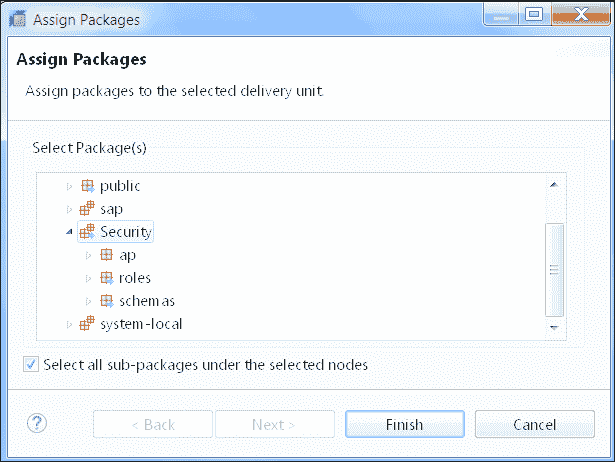 Assign Packages
Assign Packages
Assign packages to the selected delivery unit.
Select Package(s)
public
sap
Security
ap
roles
schemas
system-local
Select all sub-packages under the selected nodes
?
< Back
Next >
Finish
Cancel